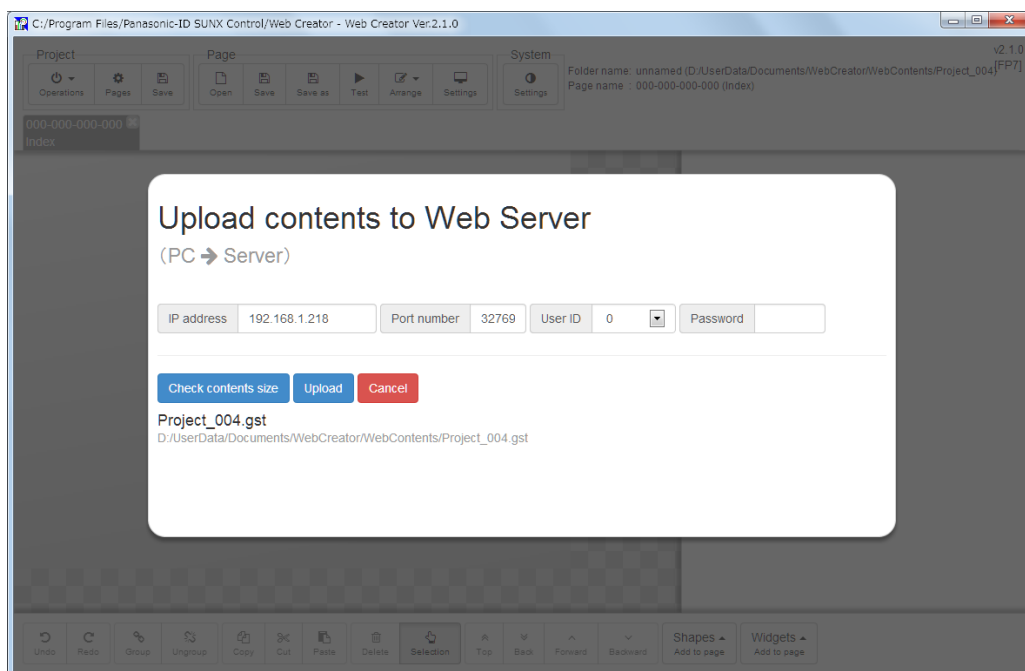 C:/Program Files/Panasonic-ID SUNX Control/Web Creator - Web Creator Ver.2.1.0
v2.1.0
[FP7]
Project
Page
System
Operations Pages Save
Open Save Save as Test Arrange Settings
Settings
Folder name: unnamed (D:/UserData/Documents/WebCreator/WebContents/Project_004)
Page name : 000-000-000-000 (Index)
000-000-000-000
Index
Upload contents to Web Server
(PC → Server)
IP address 192.168.1.218 Port number 32769 User ID 0 Password
Check contents size Upload Cancel
Project_004.gst
D:/UserData/Documents/WebCreator/WebContents/Project_004.gst
Undo Redo Group Ungroup Copy Cut Paste Delete Selection Top Back Forward Backward
Shapes Widgets
Add to page Add to page